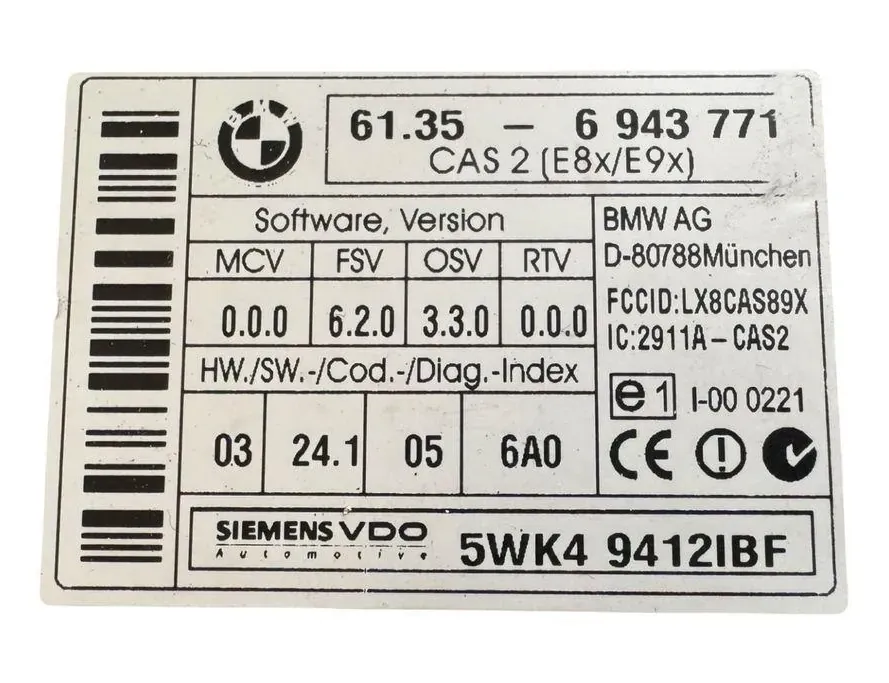 BMW
61.35 – 6 943 771
CAS 2 (E8x/E9x)
Software, Version
MCV FSV OSV RTV
0.0.0 6.2.0 3.3.0 0.0.0
HW./SW.-/Cod.-/Diag.-Index
03 24.1 05 6A0
BMW AG
D-80788München
FCCID:LX8CAS89X
IC:2911A–CAS2
e1 I-00 0221
CE
SIEMENS VDO
Automotive
5WK4 9412IBF